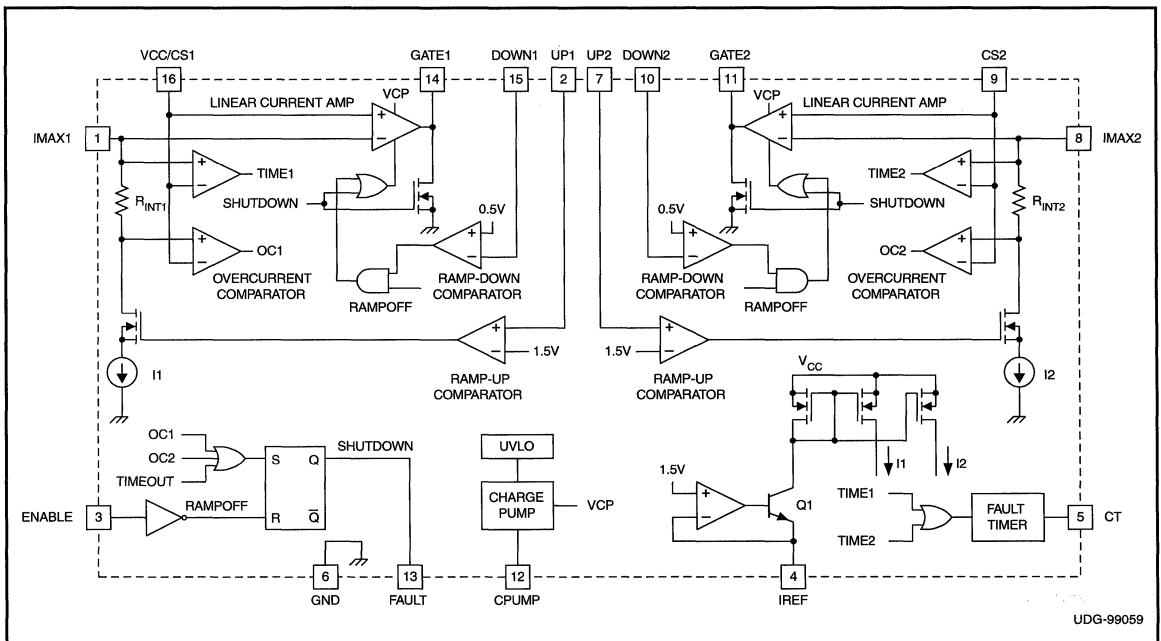 VCC/CS1
GATE1
DOWN1
UP1
UP2
DOWN2
GATE2
CS2
16
14
15
2
7
10
11
9
LINEAR CURRENT AMP
VCP
VCP
LINEAR CURRENT AMP
IMAX1
1
+
−
+
−
8
IMAX2
+
−
TIME1
TIME2
+
−
RINT1
SHUTDOWN
0.5V
0.5V
SHUTDOWN
RINT2
+
−
OC1
+
−
+
−
OC2
+
−
OVERCURRENT
COMPARATOR
RAMPOFF
RAMP-DOWN
COMPARATOR
RAMP-DOWN
COMPARATOR
RAMPOFF
OVERCURRENT
COMPARATOR
+
−
1.5V
1.5V
+
−
I1
RAMP-UP
COMPARATOR
RAMP-UP
COMPARATOR
VCC
I2
OC1
OC2
TIMEOUT
S
Q
SHUTDOWN
UVLO
I1
I2
ENABLE
3
RAMPOFF
R
Q̅
CHARGE
PUMP
VCP
1.5V
+
−
Q1
TIME1
TIME2
FAULT
TIMER
5
CT
6
13
12
4
GND
FAULT
CPUMP
IREF
UDG-99059